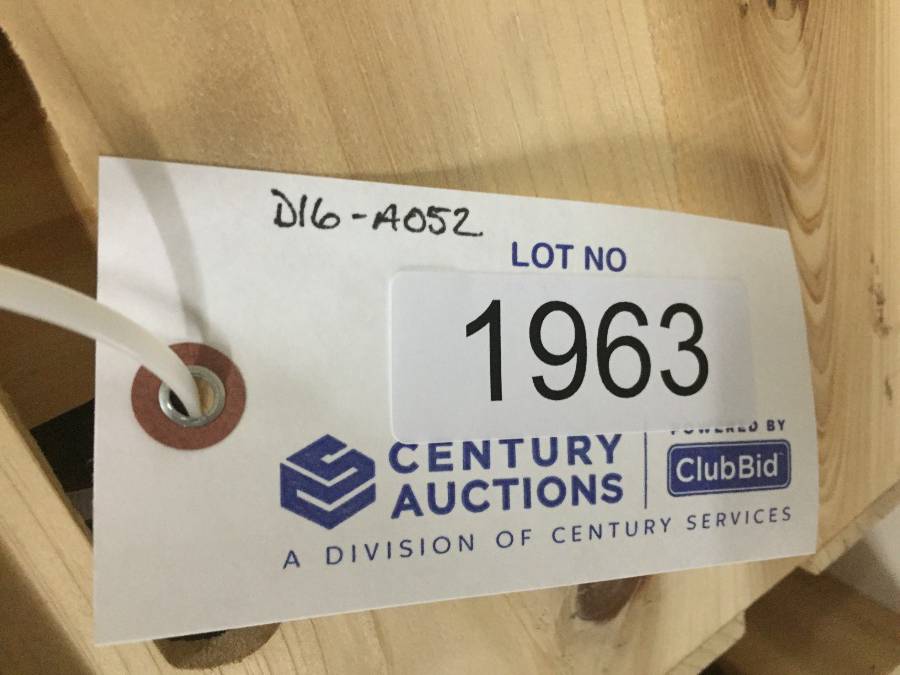 D16-A052
LOT NO
1963
CENTURY
AUCTIONS
POWERED BY
ClubBid
A DIVISION OF CENTURY SERVICES